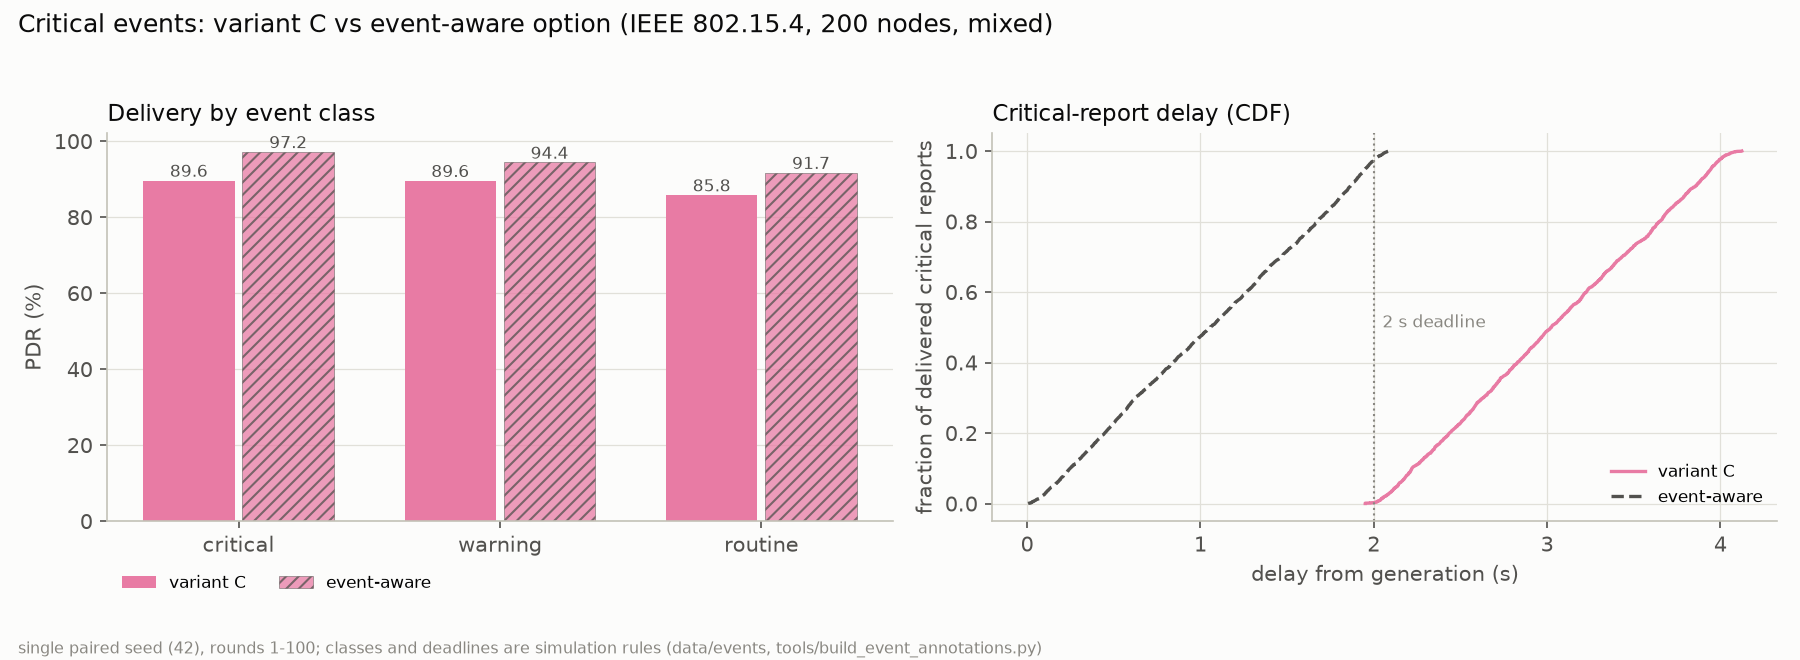 Critical events: variant C vs event-aware option (IEEE 802.15.4, 200 nodes, mixed)
Delivery by event class
PDR (%)
100
80
60
40
20
0
89.6
97.2
89.6
94.4
85.8
91.7
critical
warning
routine
variant C
event-aware
Critical-report delay (CDF)
fraction of delivered critical reports
1.0
0.8
0.6
0.4
0.2
0.0
2 s deadline
variant C
event-aware
0
1
2
3
4
delay from generation (s)
single paired seed (42), rounds 1-100; classes and deadlines are simulation rules (data/events, tools/build_event_annotations.py)